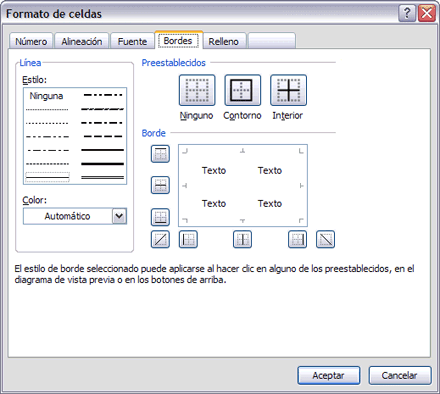 Formato de celdas
Número Alineación Fuente Bordes Relleno
Línea
Estilo:
Ninguna
Color:
Automático
Preestablecidos
Ninguno Contorno Interior
Borde
Texto Texto
Texto Texto
El estilo de borde seleccionado puede aplicarse al hacer clic en alguno de los preestablecidos, en el
diagrama de vista previa o en los botones de arriba.
Aceptar Cancelar